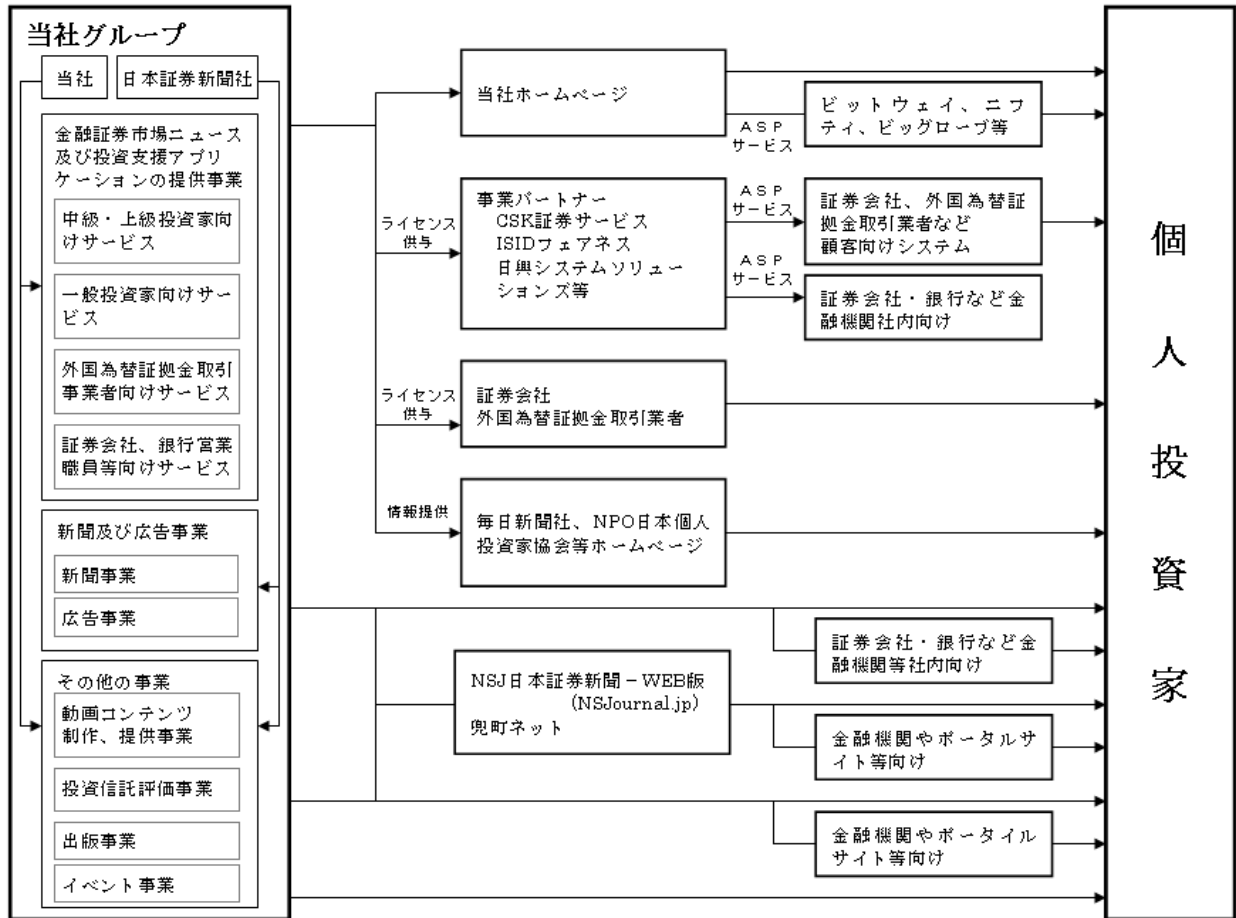 当社グループ
当社
日本証券新聞社
金融証券市場ニュース
及び投資支援アプリ
ケーションの提供事業
中級・上級投資家向
けサービス
一般投資家向けサー
ビス
外国為替証拠金取引
事業者向けサービス
証券会社、銀行営業
職員等向けサービス
新聞及び広告事業
新聞事業
広告事業
その他の事業
動画コンテンツ
制作、提供事業
投資信託評価事業
出版事業
イベント事業
当社ホームページ
ASP
サービス
ビットウェイ、ニフ
ティ、ビッグローブ等
ライセンス
供与
事業パートナー
CSK証券サービス
ISIDフェアネス
日興システムソリュー
ションズ等
ASP
サービス
証券会社、外国為替証
拠金取引業者など
顧客向けシステム
ASP
サービス
証券会社・銀行など金
融機関社内向け
ライセンス
供与
証券会社
外国為替証拠金取引業者
情報提供
毎日新聞社、NPO日本個人
投資家協会等ホームページ
証券会社・銀行など金
融機関等社内向け
NSJ日本証券新聞－WEB版
(NSJournal.jp)
兜町ネット
金融機関やポータルサ
イト等向け
金融機関やポータイル
サイト等向け
個人投資家